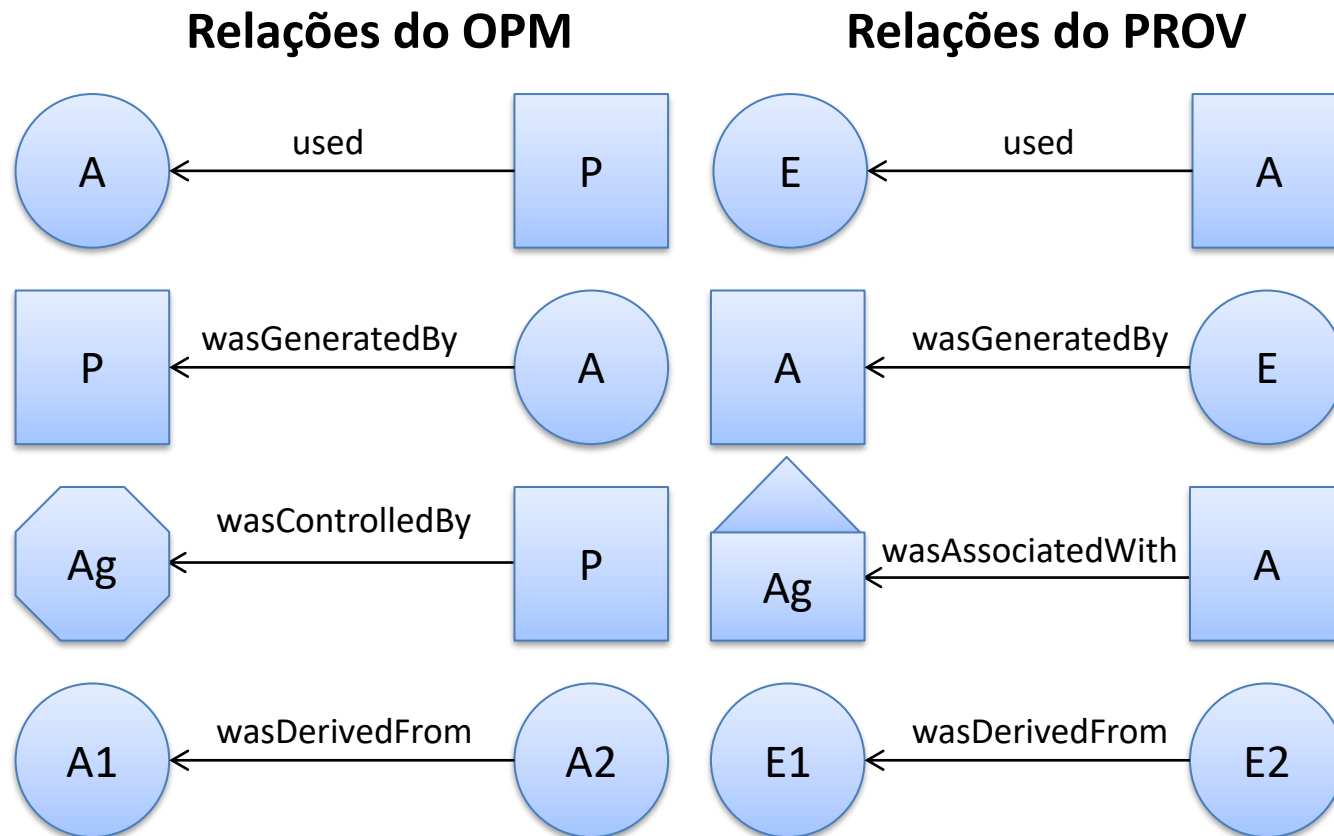 Relações do OPM
Relações do PROV
A
used
P
E
used
A
P
wasGeneratedBy
A
A
wasGeneratedBy
E
Ag
wasControlledBy
P
Ag
wasAssociatedWith
A
A1
wasDerivedFrom
A2
E1
wasDerivedFrom
E2